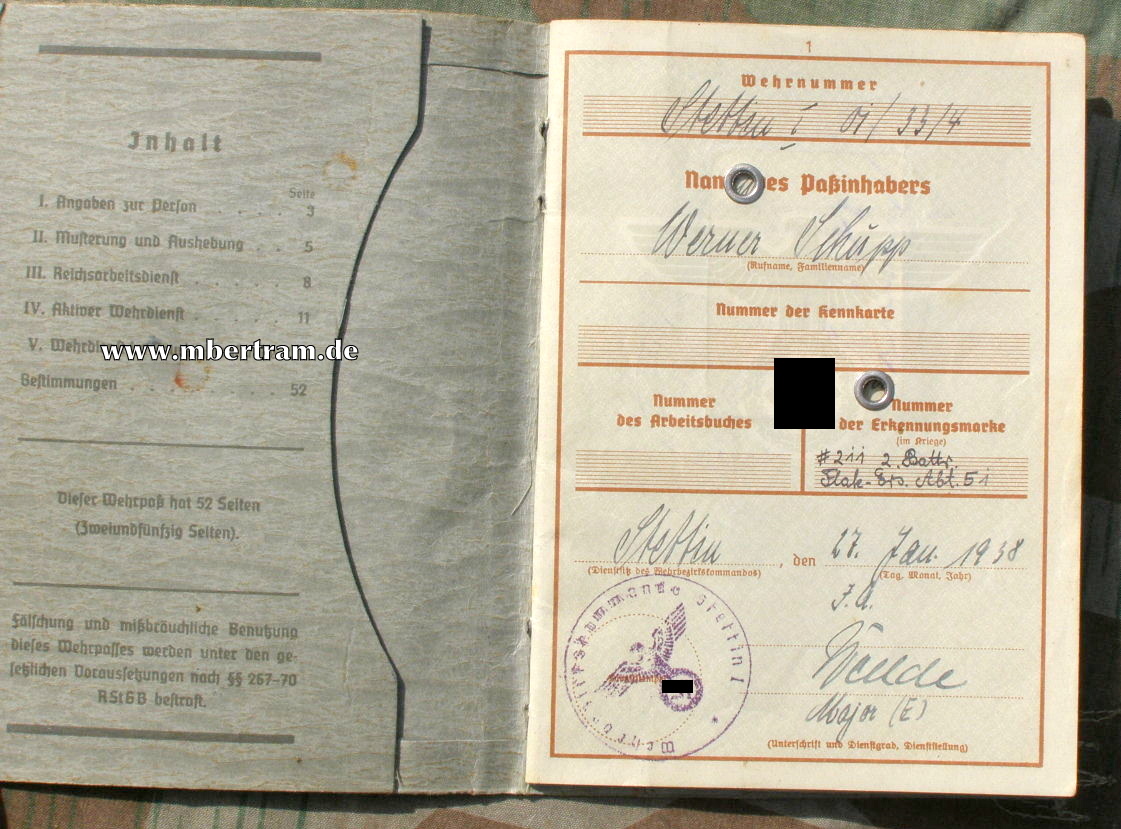 Inhalt
Seite
I. Angaben zur Person . . . . . 3
II. Musterung und Aushebung . . 5
III. Reichsarbeitsdienst . . . . . 8
IV. Aktiver Wehrdienst . . . . . 11
V.
www.mbertram.de
Bestimmungen . . . . . 52
Dieser Wehrpaß hat 52 Seiten
(Zweiundfünfzig Seiten).
Fälschung und mißbräuchliche Benutzung
dieses Wehrpasses werden unter den ge-
setzlichen Voraussetzungen nach §§ 267-70
RStGB bestraft.
1
Wehrnummer
Stettin I 01/33/4
des Paßinhabers
Werner Schupp
(Rufname, Familienname)
Nummer der Kennkarte
Nummer
des Arbeitsbuches
Nummer
der Erkennungsmarke
(im Kriege)
#211 2. Battr.
Flak-Ers. Abt. 51
Stettin, den 27. Jan. 1938
(Dienstsitz des Wehrbezirkskommandos) (Tag, Monat, Jahr)
J.A.
Major (E)
(Unterschrift und Dienstgrad, Dienststellung)
Wehrbezirkskommando Stettin I *